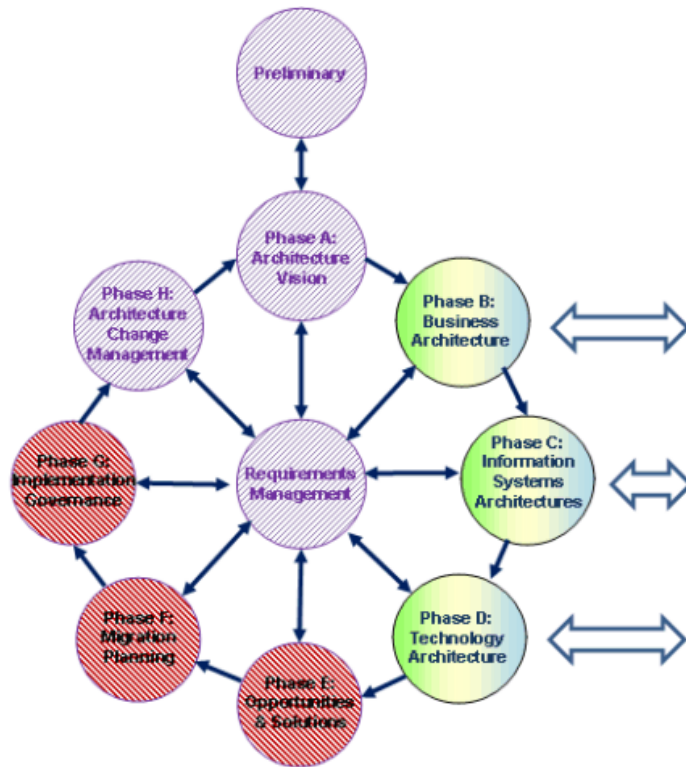 Preliminary
Phase A:
Architecture
Vision
Phase H:
Architecture
Change
Management
Phase B:
Business
Architecture
Phase G:
Implementation
Governance
Requirements
Management
Phase C:
Information
Systems
Architectures
Phase F:
Migration
Planning
Phase D:
Technology
Architecture
Phase E:
Opportunities
& Solutions